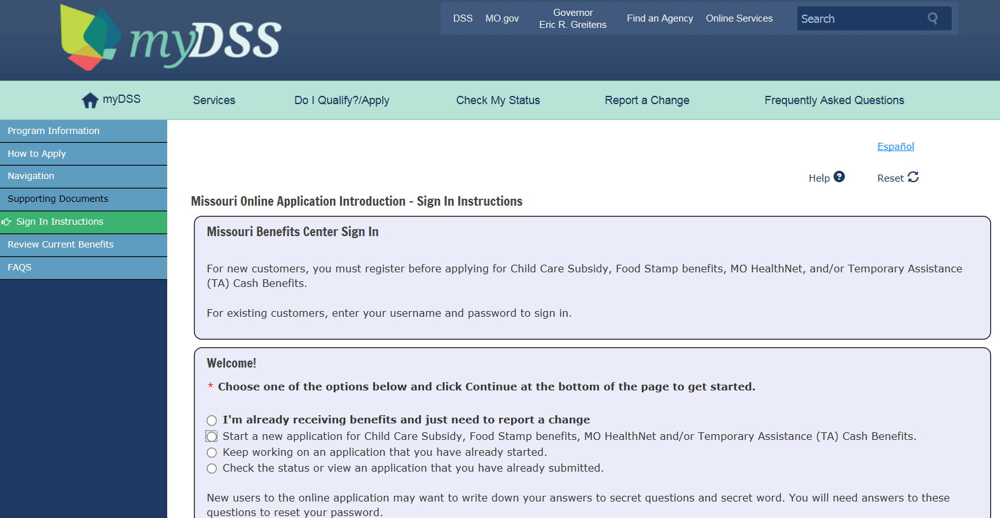 myDSS
DSS MO.gov Governor Eric R. Greitens Find an Agency Online Services Search
myDSS Services Do I Qualify?/Apply Check My Status Report a Change Frequently Asked Questions
Program Information
How to Apply
Navigation
Supporting Documents
Sign In Instructions
Review Current Benefits
FAQS
Español
Help Reset
Missouri Online Application Introduction - Sign In Instructions
Missouri Benefits Center Sign In
For new customers, you must register before applying for Child Care Subsidy, Food Stamp benefits, MO HealthNet, and/or Temporary Assistance
(TA) Cash Benefits.
For existing customers, enter your username and password to sign in.
Welcome!
* Choose one of the options below and click Continue at the bottom of the page to get started.
I'm already receiving benefits and just need to report a change
Start a new application for Child Care Subsidy, Food Stamp benefits, MO HealthNet and/or Temporary Assistance (TA) Cash Benefits.
Keep working on an application that you have already started.
Check the status or view an application that you have already submitted.
New users to the online application may want to write down your answers to secret questions and secret word. You will need answers to these
questions to reset your password.